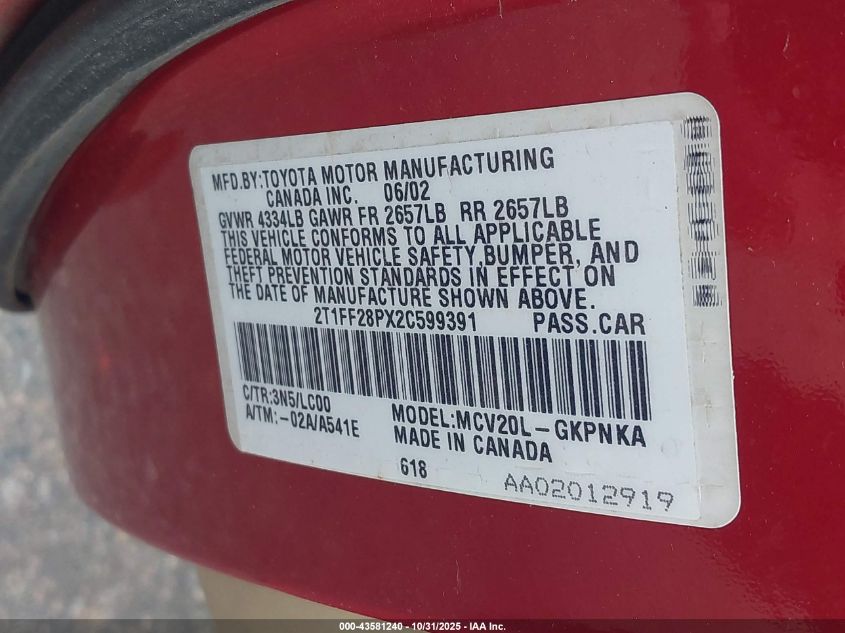 MFD.BY:TOYOTA MOTOR MANUFACTURING
CANADA INC. 06/02
GVWR 4334LB GAWR FR 2657LB RR 2657LB
THIS VEHICLE CONFORMS TO ALL APPLICABLE
FEDERAL MOTOR VEHICLE SAFETY,BUMPER, AND
THEFT PREVENTION STANDARDS IN EFFECT ON
THE DATE OF MANUFACTURE SHOWN ABOVE.
2T1FF28PX2C599391 PASS.CAR
C/TR:3N5/LC00
A/TM:-02A/A541E
MODEL:MCV20L-GKPNKA
MADE IN CANADA
618
AA02012919
000-43581240 - 10/31/2025 - IAA Inc.